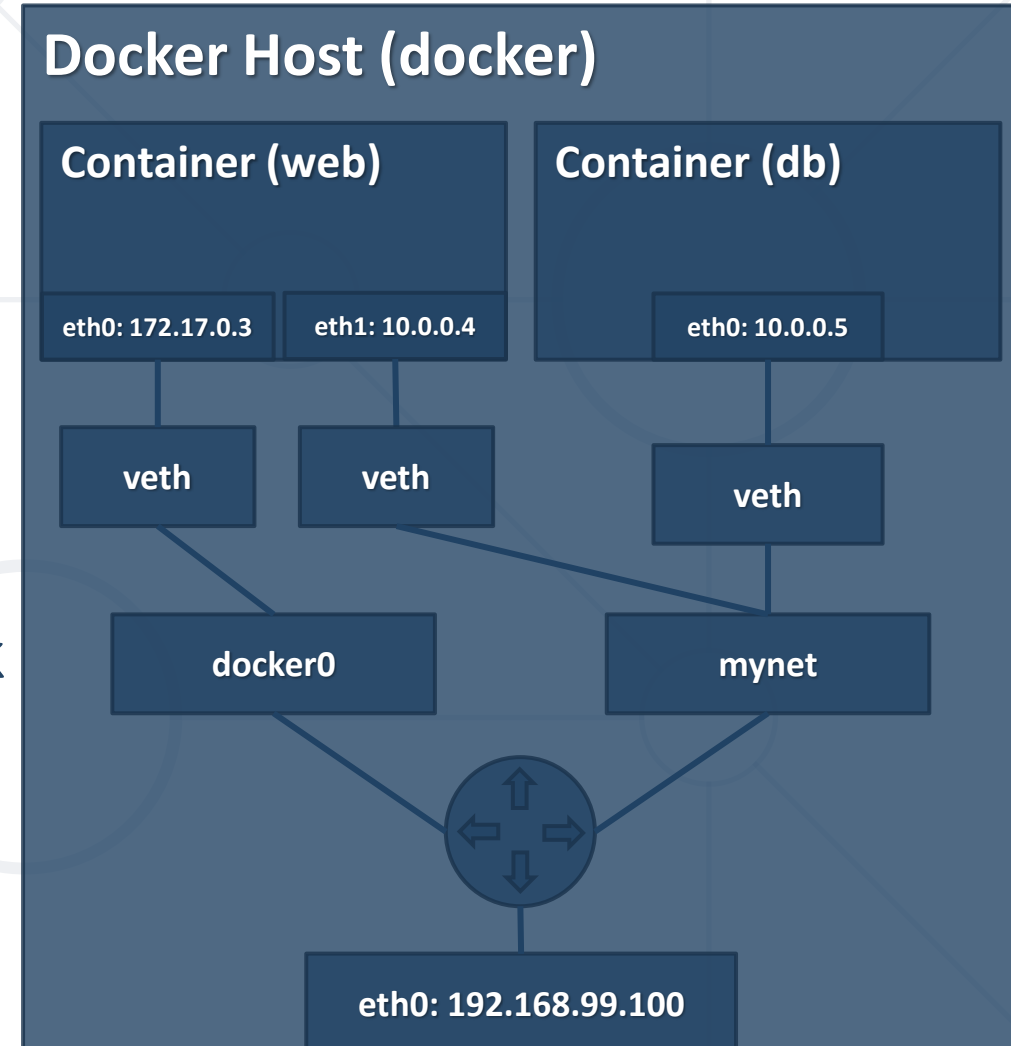 Docker Host (docker)
Container (web)
Container (db)
eth0: 172.17.0.3
eth1: 10.0.0.4
eth0: 10.0.0.5
veth
veth
veth
docker0
mynet
eth0: 192.168.99.100